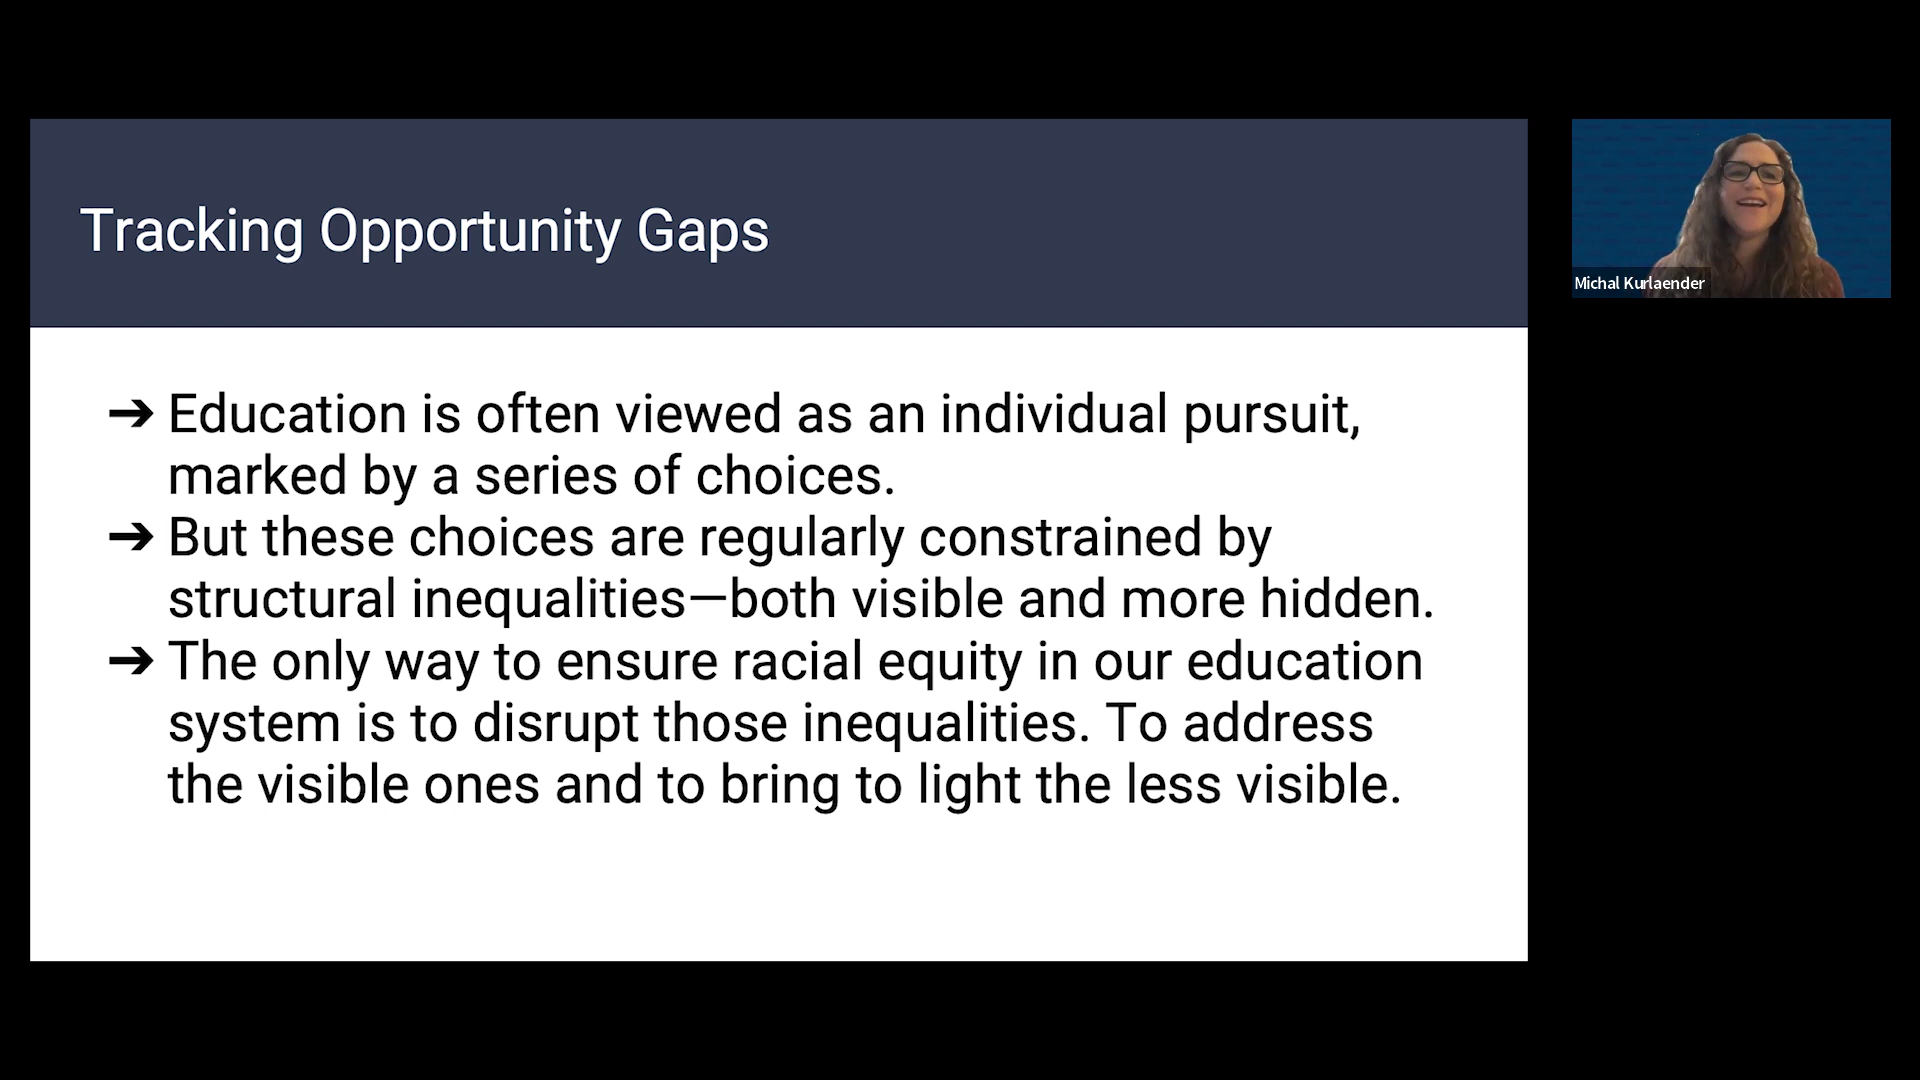 Tracking Opportunity Gaps
➔ Education is often viewed as an individual pursuit,
marked by a series of choices.
➔ But these choices are regularly constrained by
structural inequalities—both visible and more hidden.
➔ The only way to ensure racial equity in our education
system is to disrupt those inequalities. To address
the visible ones and to bring to light the less visible.
Michal Kurlaender